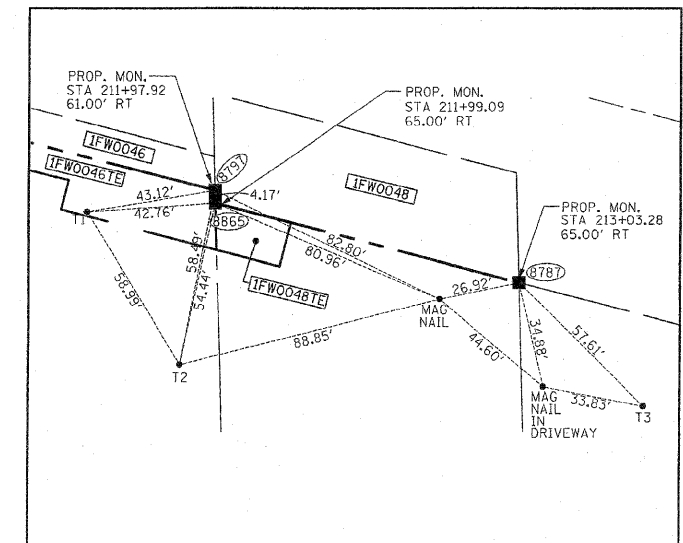 PROP. MON.
STA 211+97.92
61.00' RT
PROP. MON.
STA 211+99.09
65.00' RT
1FW0046
8797
1FW0046TE
43.12'
4.17'
1FW0048
PROP. MON.
STA 213+03.28
65.00' RT
T1
42.76'
8865
82.80'
80.96'
8787
58.49'
54.44'
1FW0048TE
26.92'
58.99'
MAG
NAIL
88.85'
44.60'
34.88'
57.61'
T2
MAG
NAIL
IN
DRIVEWAY
33.83'
T3